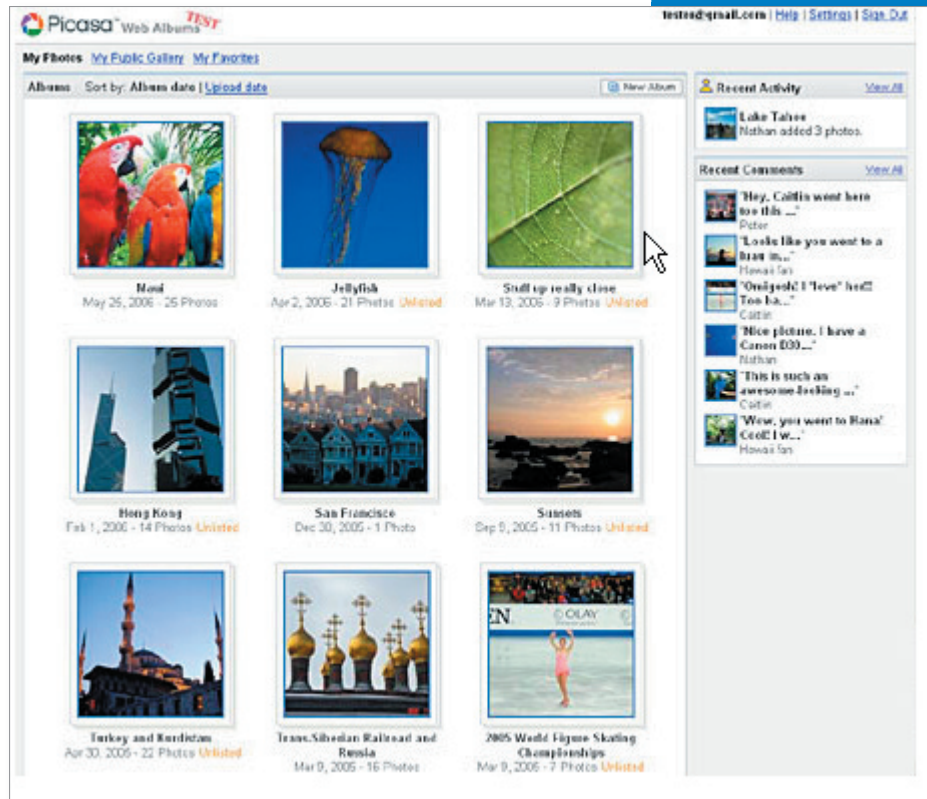 Picasa™ Web Albums TEST
tester@gmail.com | Help | Settings | Sign Out
My Photos My Public Gallery My Favorites
Albums Sort by: Album date | Upload date
New Album
Maui
May 26, 2006 - 25 Photos
Jellyfish
Apr 2, 2006 - 21 Photos Unlisted
Stuff up really close
Mar 13, 2006 - 9 Photos Unlisted
Hong Kong
Feb 1, 2006 - 14 Photos Unlisted
San Francisco
Dec 30, 2005 - 1 Photo
Sunsets
Sep 9, 2005 - 11 Photos Unlisted
EN.
© OLAY ©
Turkey and Kurdistan
Apr 30, 2005 - 22 Photos Unlisted
Trans-Siberian Railroad and
Russia
Mar 9, 2005 - 16 Photos
2005 World Figure Skating
Championships
Mar 9, 2005 - 7 Photos Unlisted
Recent Activity View All
Lake Tahoe
Nathan added 3 photos.
Recent Comments View All
"Hey, Caitlin went here
too this ..."
Peter
"Looks like you went to a
luau in..."
Hawaii fan
"Omigosh! I *love* her!!!
Too ba..."
Caitlin
"Nice picture. I have a
Canon D30..."
Nathan
"This is such an
awesome-looking ..."
Caitlin
"Wow, you went to Hana!
Cool! I w..."
Hawaii fan